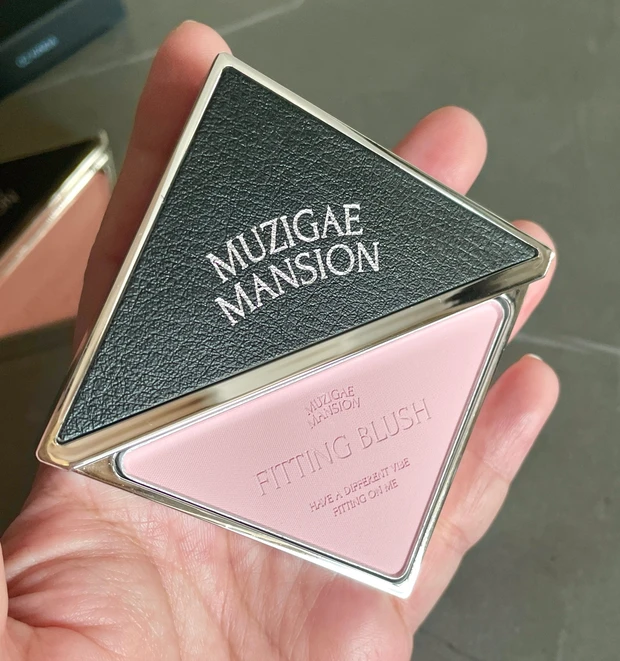 MUZIGAE
MANSION
MUZIGAE
MANSION
FITTING BLUSH
HAVE A DIFFERENT VIBE
FITTING ON ME